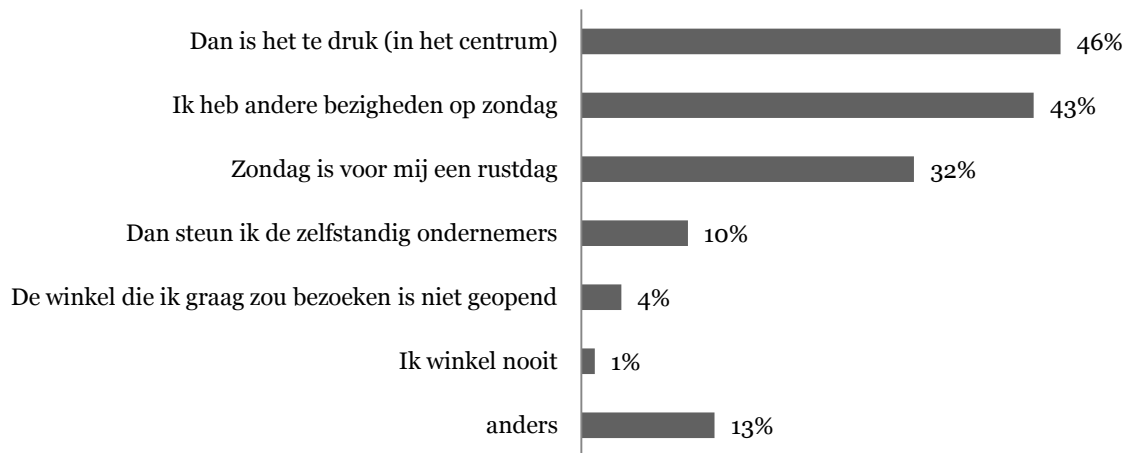 Dan is het te druk (in het centrum) 46%
Ik heb andere bezigheden op zondag 43%
Zondag is voor mij een rustdag 32%
Dan steun ik de zelfstandig ondernemers 10%
De winkel die ik graag zou bezoeken is niet geopend 4%
Ik winkel nooit 1%
anders 13%